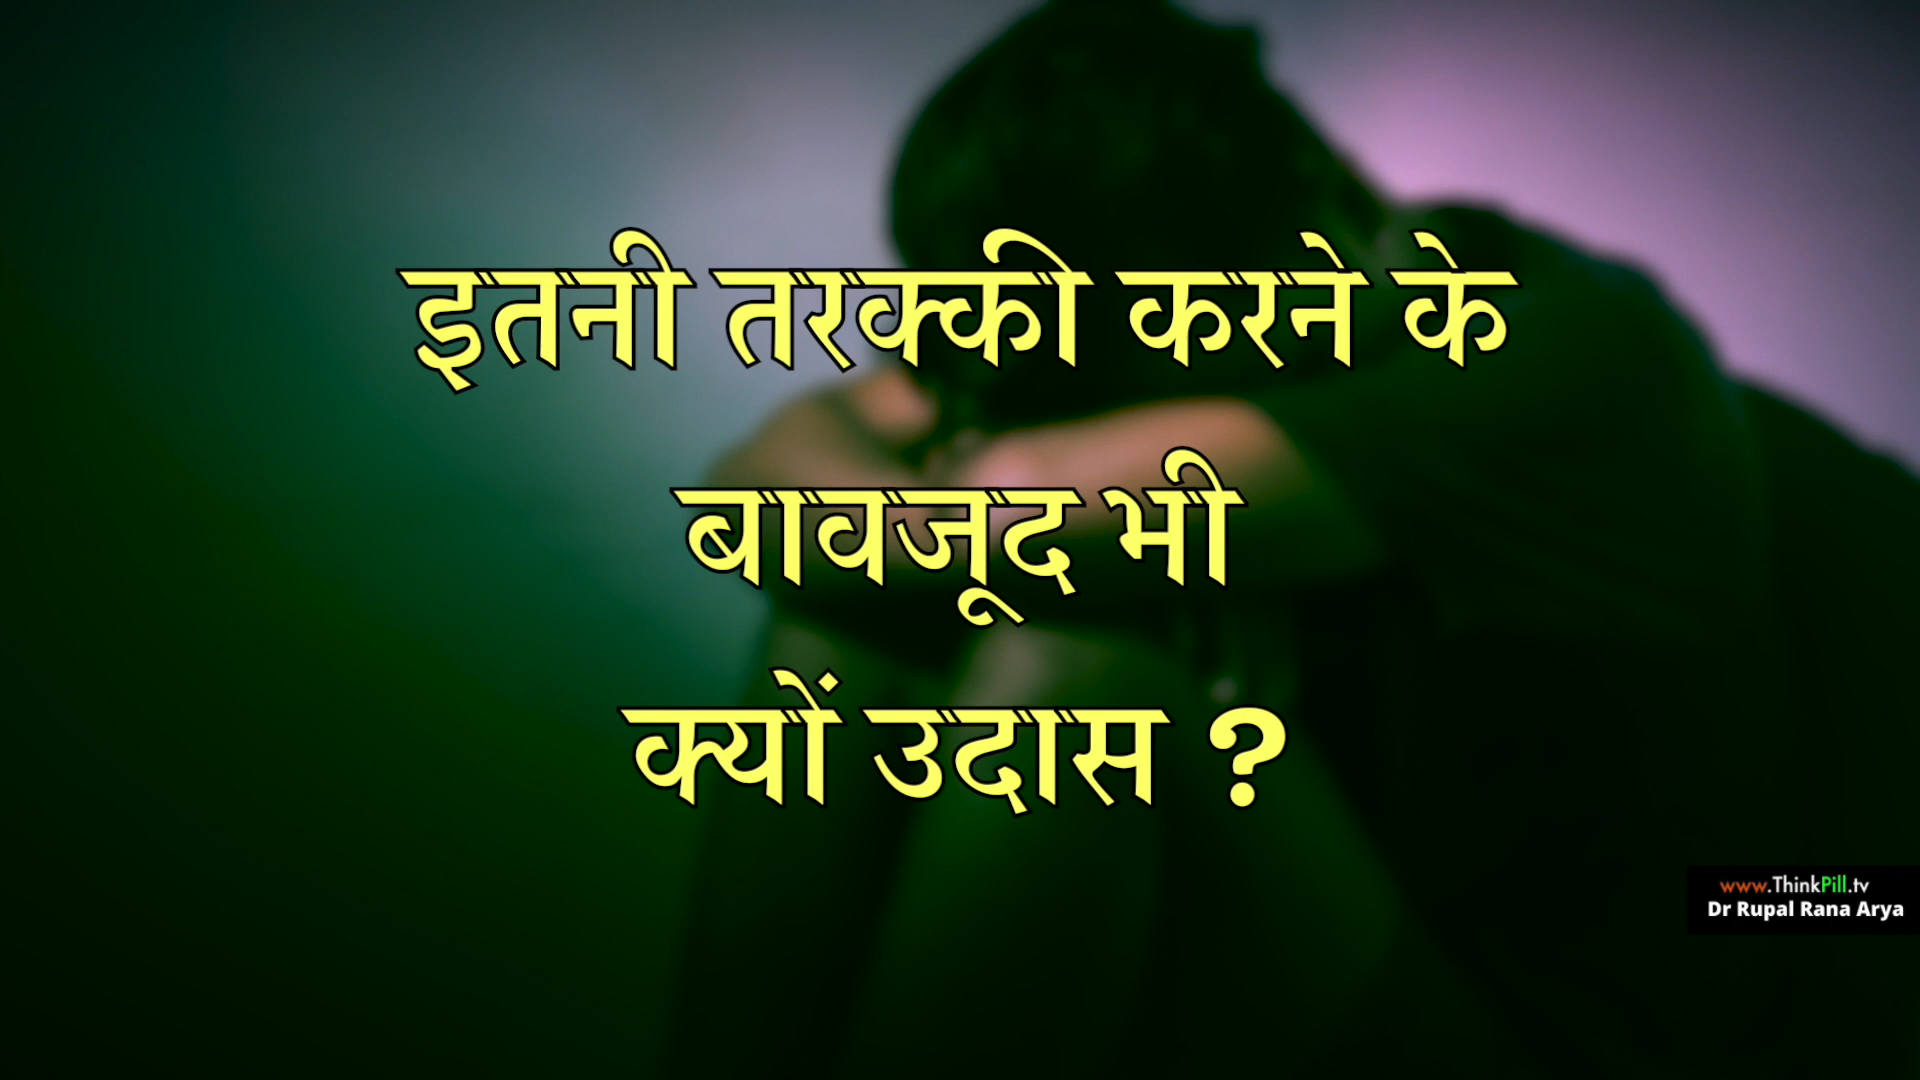 इतनी तरक्की करने के
बावजूद भी
क्यों उदास ?
www.ThinkPill.tv
Dr Rupal Rana Arya